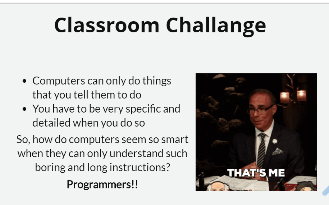 Classroom Challange
• Computers can only do things
that you tell them to do
• You have to be very specific and
detailed when you do so
So, how do computers seem so smart
when they can only understand such
boring and long instructions?
Programmers!!
THAT'S ME